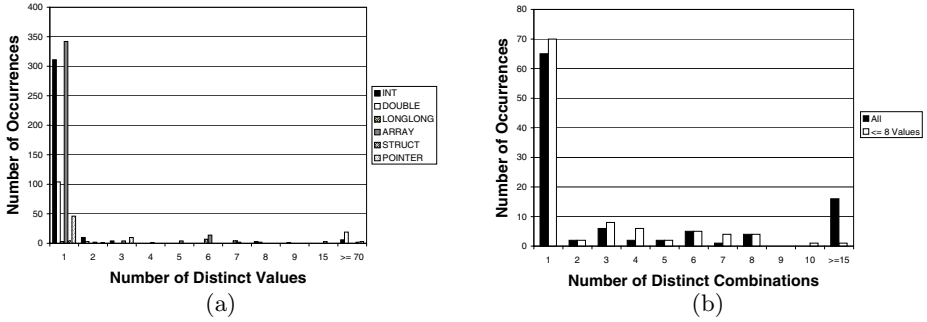 400
350
300
250
200
150
100
50
0
Number of Occurrences
1 2 3 4 5 6 7 8 9 15 >= 70
Number of Distinct Values
INT
DOUBLE
LONGLONG
ARRAY
STRUCT
POINTER
(a)
80
70
60
50
40
30
20
10
0
Number of Occurrences
1 2 3 4 5 6 7 8 9 10 >=15
Number of Distinct Combinations
All
<= 8 Values
(b)